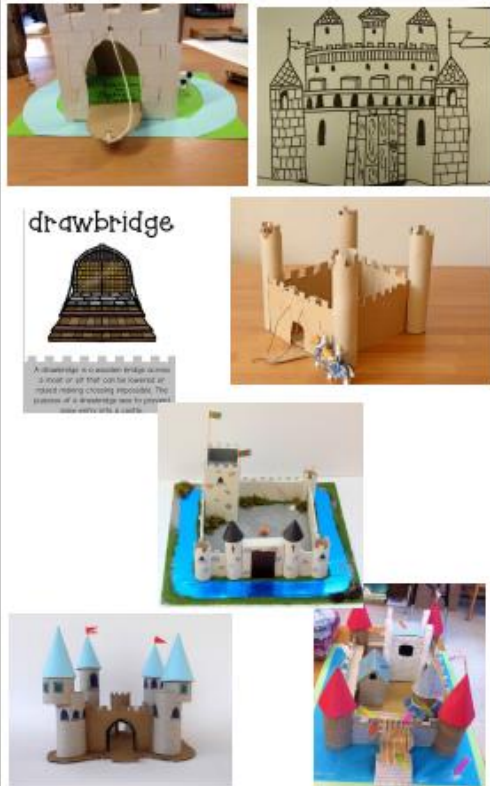 drawbridge
A drawbridge is a wooden bridge across
a moat or pit that can be lowered or
raised making crossing impossible. The
purpose of a drawbridge was to prevent
easy entry into a castle.